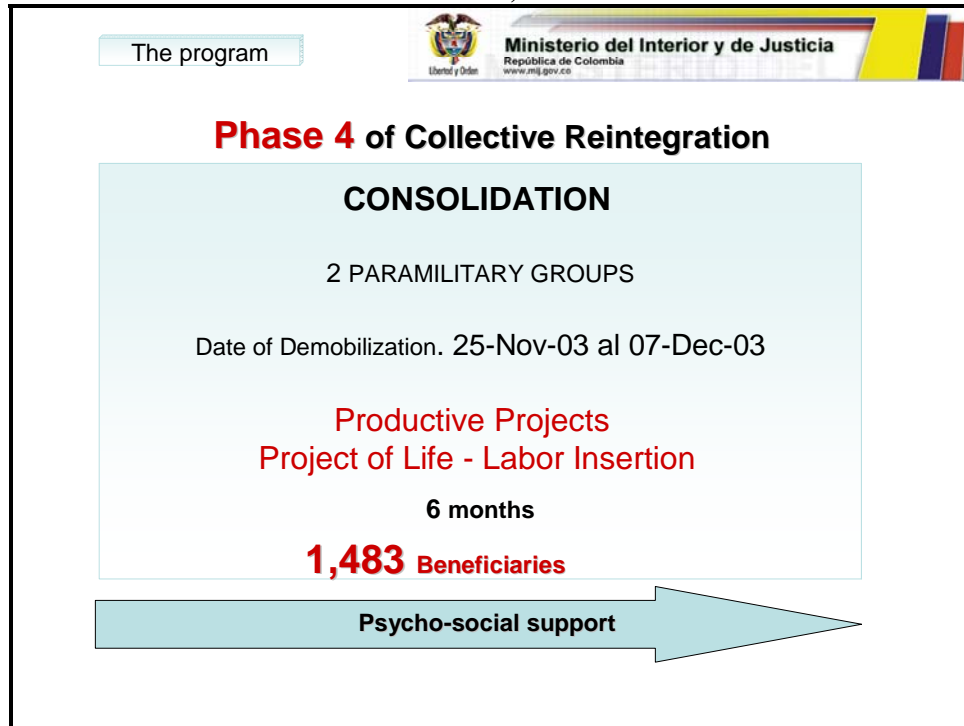 The program
Libertad y Orden
Ministerio del Interior y de Justicia
República de Colombia
www.mij.gov.co
Phase 4 of Collective Reintegration
CONSOLIDATION
2 PARAMILITARY GROUPS
Date of Demobilization. 25-Nov-03 al 07-Dec-03
Productive Projects
Project of Life - Labor Insertion
6 months
1,483 Beneficiaries
Psycho-social support